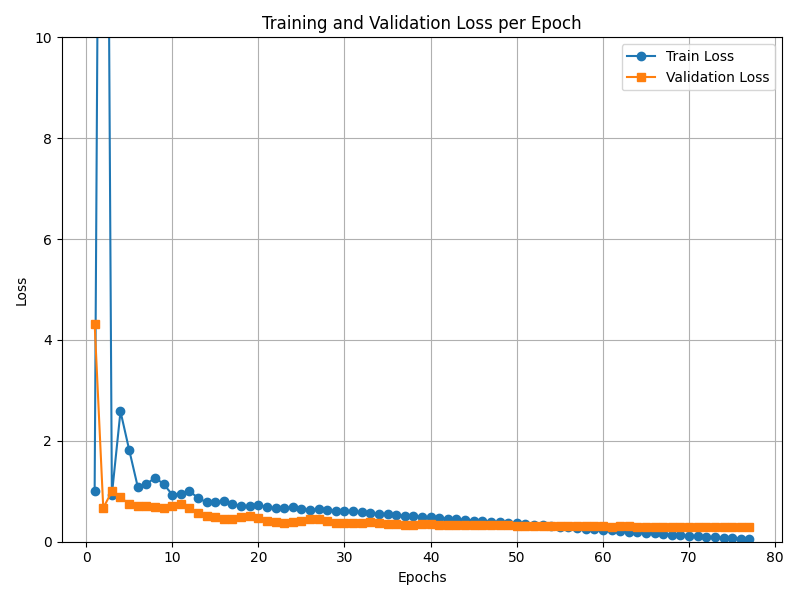 Training and Validation Loss per Epoch
Train Loss
Validation Loss
10
8
6
4
2
0
Loss
0 10 20 30 40 50 60 70 80
Epochs